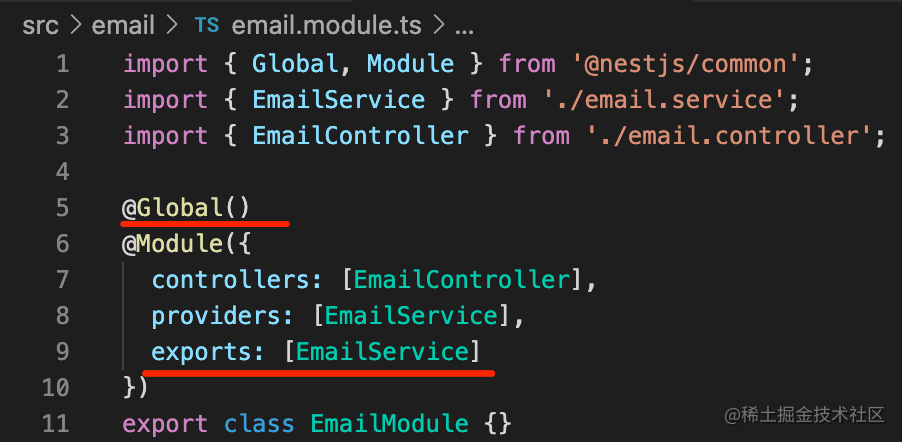 src > email > TS email.module.ts > ...
1 import { Global, Module } from '@nestjs/common';
2 import { EmailService } from './email.service';
3 import { EmailController } from './email.controller';
4
5 @Global()
6 @Module({
7   controllers: [EmailController],
8   providers: [EmailService],
9   exports: [EmailService]
10 })
11 export class EmailModule {}
@稀土掘金技术社区